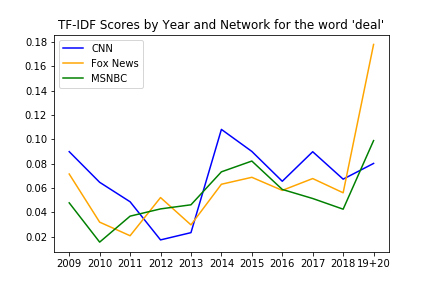 TF-IDF Scores by Year and Network for the word 'deal'
CNN
Fox News
MSNBC
0.18
0.16
0.14
0.12
0.10
0.08
0.06
0.04
0.02
2009 2010 2011 2012 2013 2014 2015 2016 2017 2018 19+20